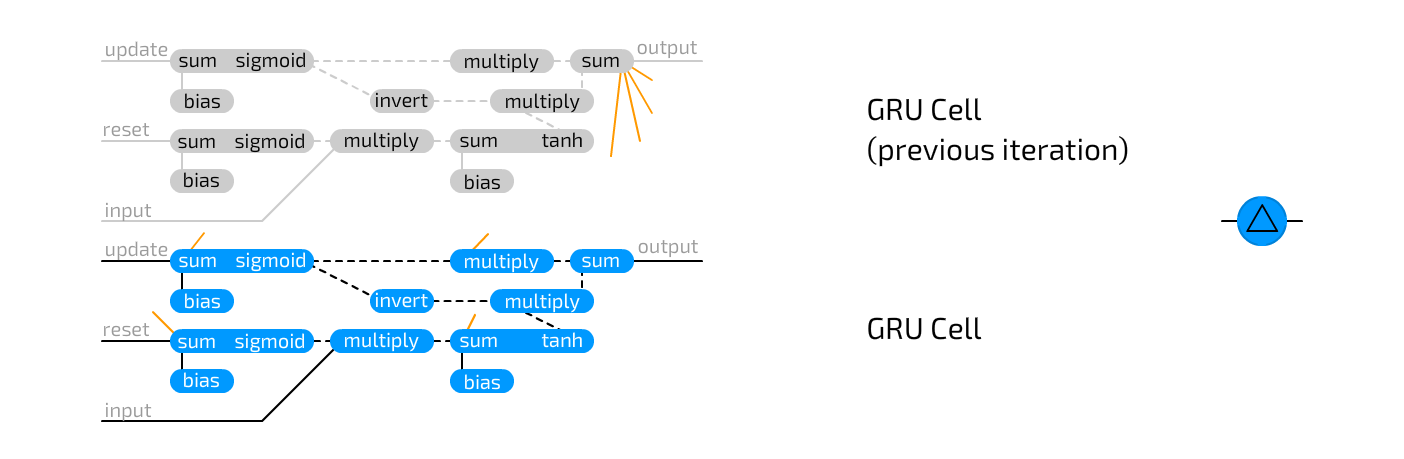 update
output
sum sigmoid
multiply
sum
bias
invert
multiply
reset
sum sigmoid
multiply
sum tanh
bias
bias
input
GRU Cell
(previous iteration)
update
output
sum sigmoid
multiply
sum
bias
invert
multiply
reset
sum sigmoid
multiply
sum tanh
bias
bias
input
GRU Cell